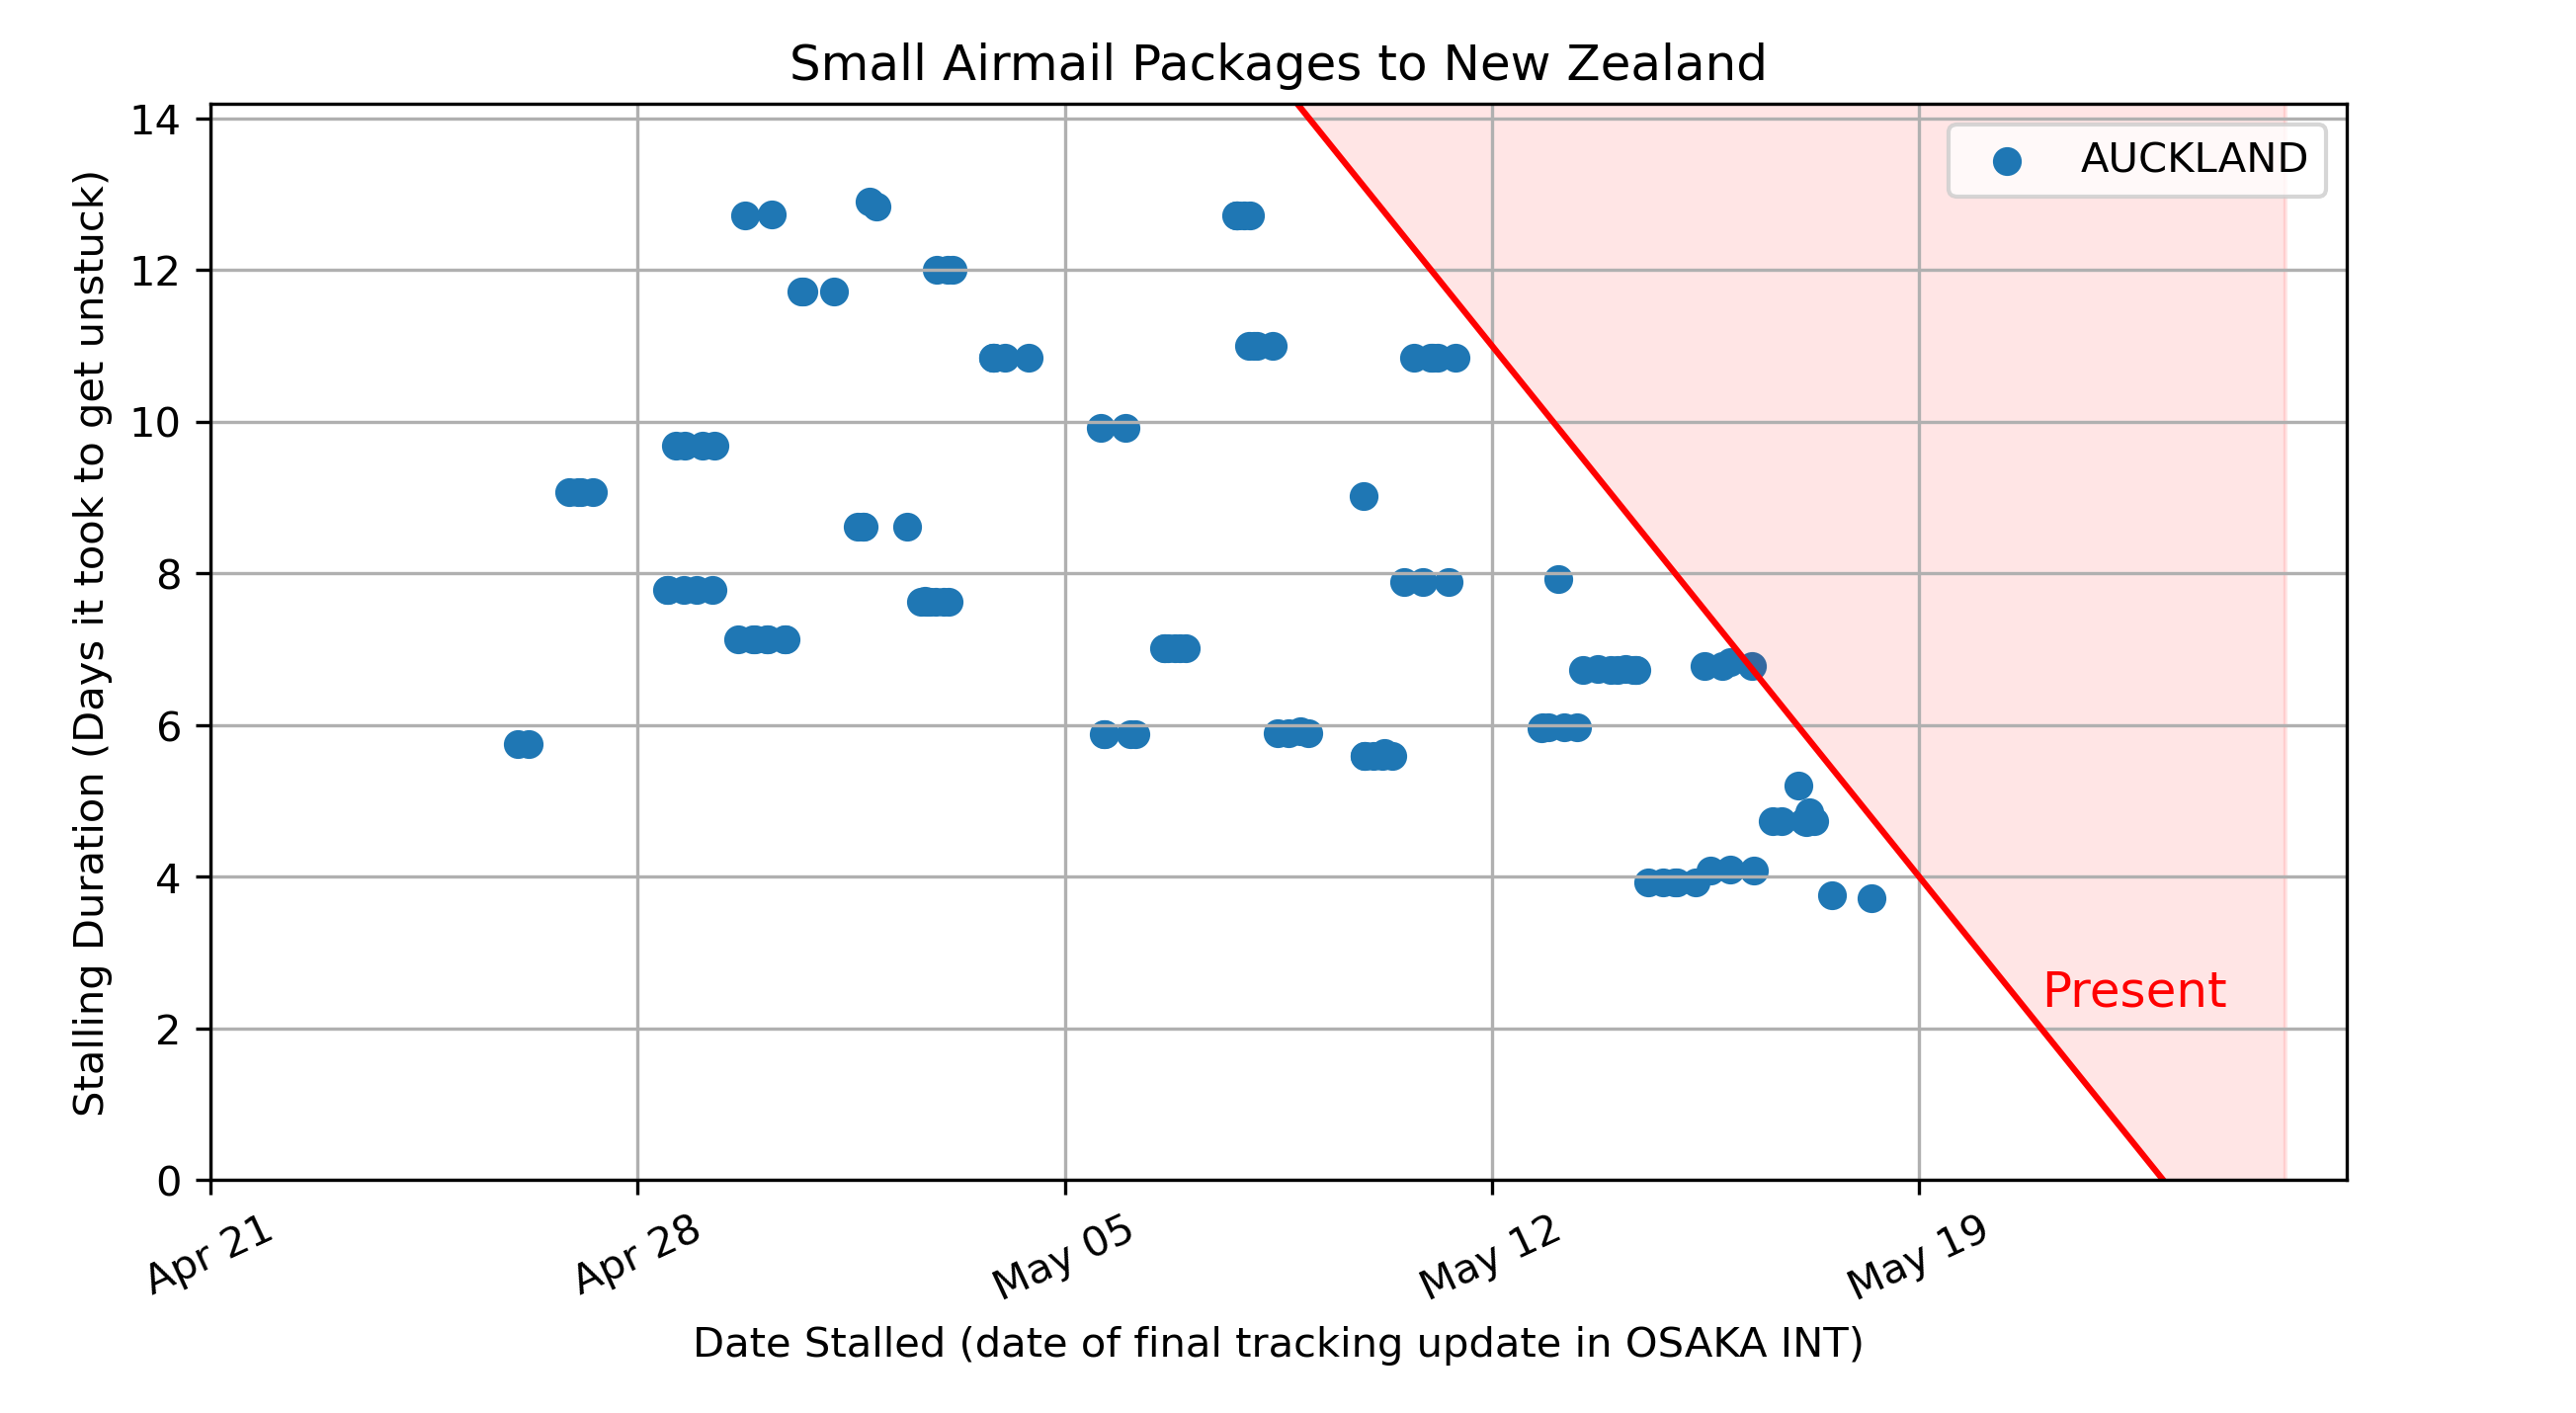 Small Airmail Packages to New Zealand
Stalling Duration (Days it took to get unstuck)
14
12
10
8
6
4
2
0
AUCKLAND
Present
Apr 21
Apr 28
May 05
May 12
May 19
Date Stalled (date of final tracking update in OSAKA INT)